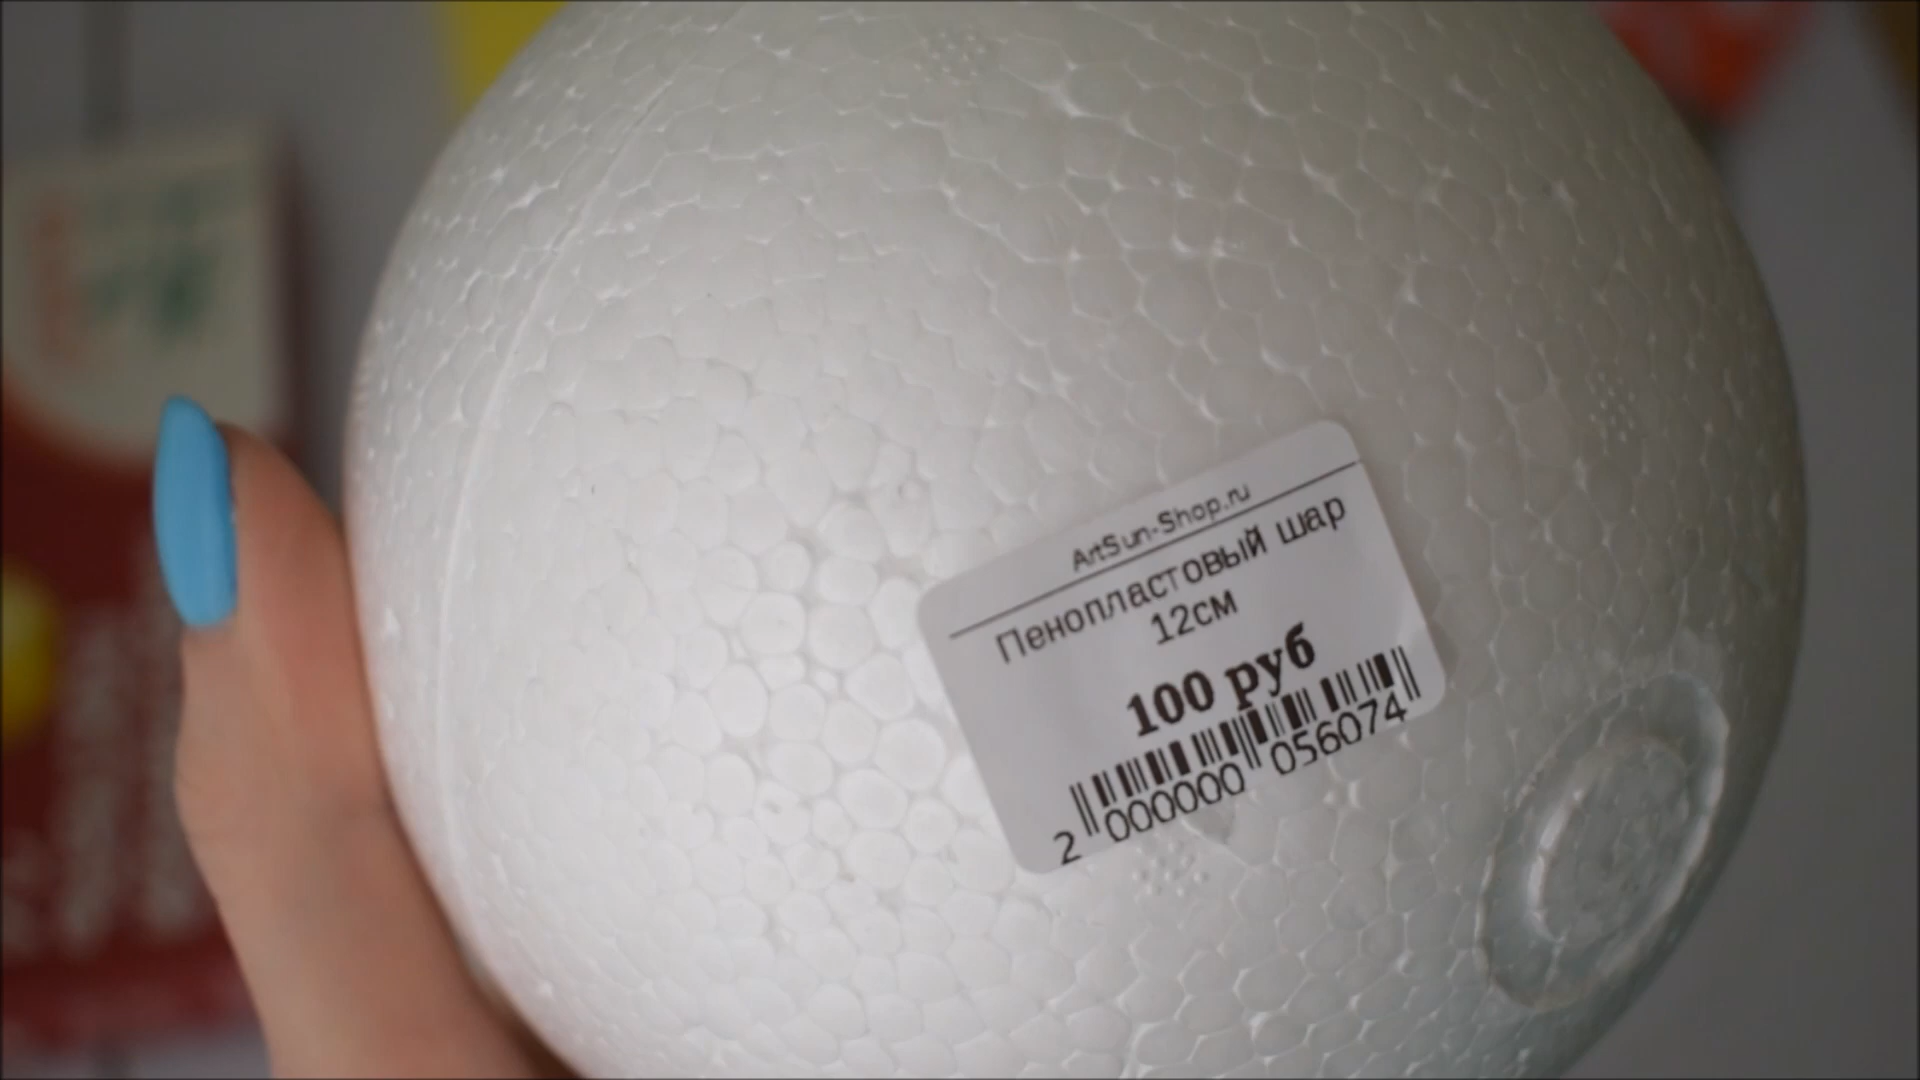 ArtSun-Shop.ru
Пенопластовый шар
12см
100 руб
2 000000 056074